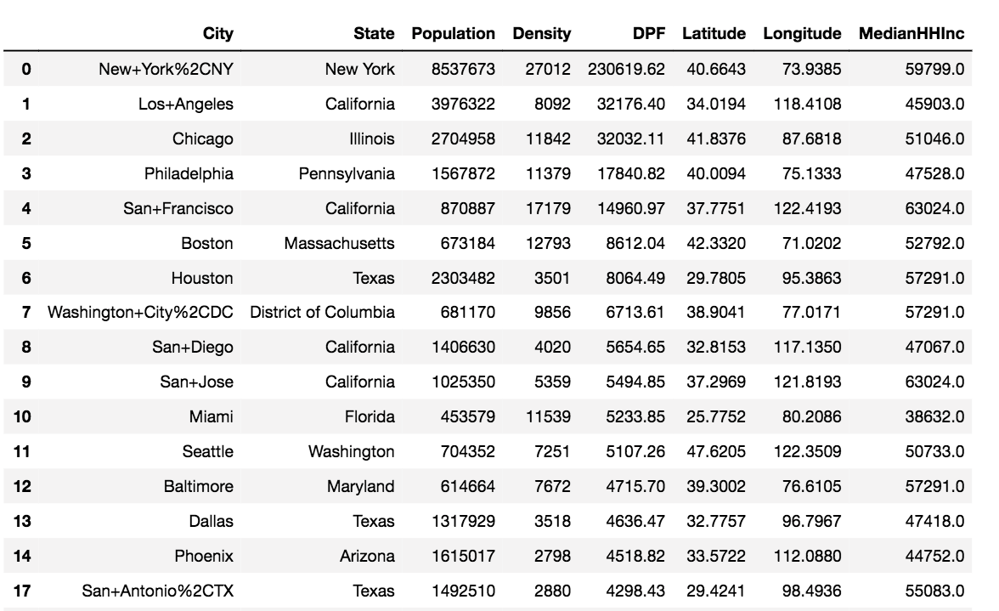 City State Population Density DPF Latitude Longitude MedianHHInc
0 New+York%2CNY New York 8537673 27012 230619.62 40.6643 73.9385 59799.0
1 Los+Angeles California 3976322 8092 32176.40 34.0194 118.4108 45903.0
2 Chicago Illinois 2704958 11842 32032.11 41.8376 87.6818 51046.0
3 Philadelphia Pennsylvania 1567872 11379 17840.82 40.0094 75.1333 47528.0
4 San+Francisco California 870887 17179 14960.97 37.7751 122.4193 63024.0
5 Boston Massachusetts 673184 12793 8612.04 42.3320 71.0202 52792.0
6 Houston Texas 2303482 3501 8064.49 29.7805 95.3863 57291.0
7 Washington+City%2CDC District of Columbia 681170 9856 6713.61 38.9041 77.0171 57291.0
8 San+Diego California 1406630 4020 5654.65 32.8153 117.1350 47067.0
9 San+Jose California 1025350 5359 5494.85 37.2969 121.8193 63024.0
10 Miami Florida 453579 11539 5233.85 25.7752 80.2086 38632.0
11 Seattle Washington 704352 7251 5107.26 47.6205 122.3509 50733.0
12 Baltimore Maryland 614664 7672 4715.70 39.3002 76.6105 57291.0
13 Dallas Texas 1317929 3518 4636.47 32.7757 96.7967 47418.0
14 Phoenix Arizona 1615017 2798 4518.82 33.5722 112.0880 44752.0
17 San+Antonio%2CTX Texas 1492510 2880 4298.43 29.4241 98.4936 55083.0